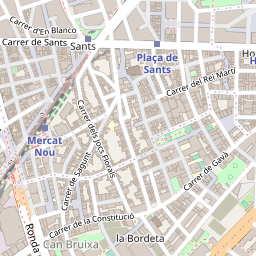 Carrer d'En Blanco
Carrer de Sants
Sants
Plaça de
Sants
Ho
H
Carrer del Rei Martí
Mercat
Nou
Carrer dels Jocs Florals
Carrer de Sagunt
Carrer de Gavà
Ronda
Carrer de la Constitució
Can Bruixa
la Bordeta